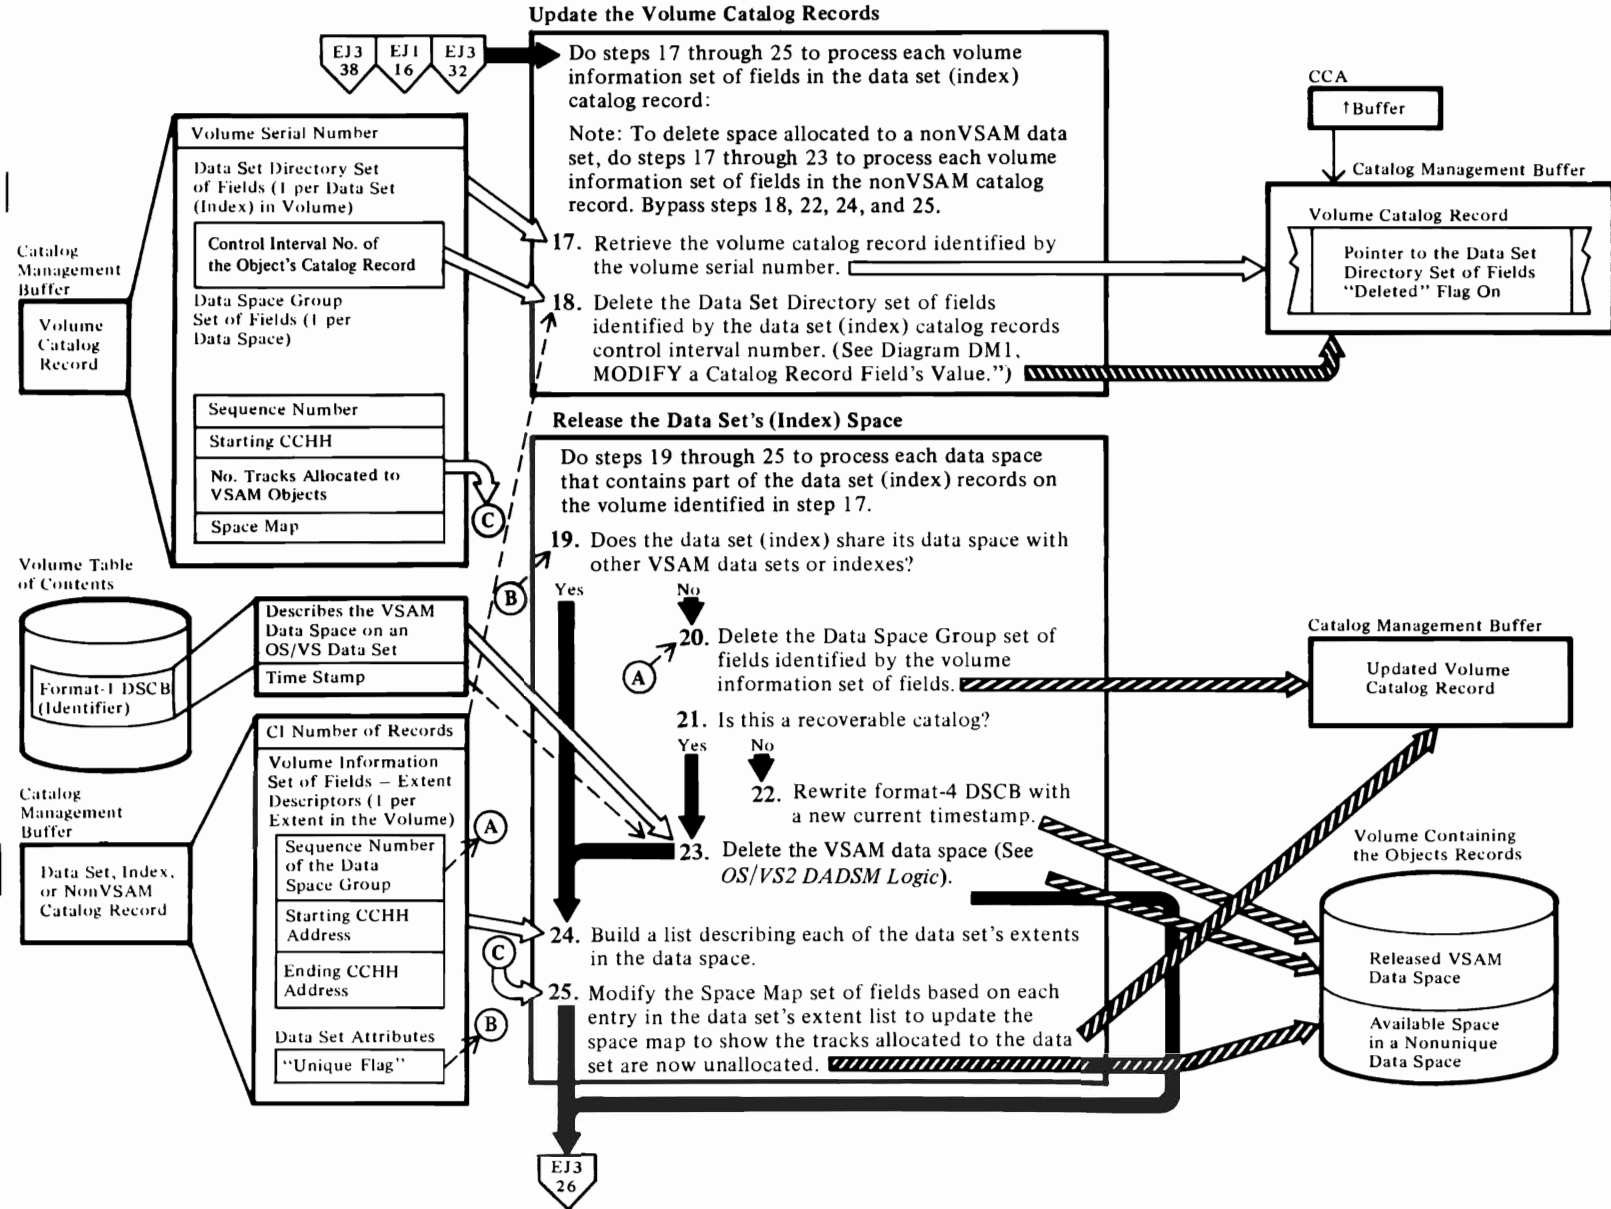 Update the Volume Catalog Records
EJ3
38
EJ1
16
EJ3
32
Do steps 17 through 25 to process each volume
information set of fields in the data set (index)
catalog record:
Note: To delete space allocated to a nonVSAM data
set, do steps 17 through 23 to process each volume
information set of fields in the nonVSAM catalog
record. Bypass steps 18, 22, 24, and 25.
17. Retrieve the volume catalog record identified by
the volume serial number.
18. Delete the Data Set Directory set of fields
identified by the data set (index) catalog records
control interval number. (See Diagram DM1,
MODIFY a Catalog Record Field's Value.")
CCA
↑Buffer
Catalog Management Buffer
Volume Catalog Record
Pointer to the Data Set
Directory Set of Fields
"Deleted" Flag On
Catalog
Management
Buffer
Volume
Catalog
Record
Volume Serial Number
Data Set Directory Set
of Fields (1 per Data Set
(Index) in Volume)
Control Interval No. of
the Object's Catalog Record
Data Space Group
Set of Fields (1 per
Data Space)
Sequence Number
Starting CCHH
No. Tracks Allocated to
VSAM Objects
Space Map
C
Release the Data Set's (Index) Space
Do steps 19 through 25 to process each data space
that contains part of the data set (index) records on
the volume identified in step 17.
19. Does the data set (index) share its data space with
other VSAM data sets or indexes?
B
Yes
No
20. Delete the Data Space Group set of
fields identified by the volume
information set of fields.
A
21. Is this a recoverable catalog?
Yes
No
22. Rewrite format-4 DSCB with
a new current timestamp.
23. Delete the VSAM data space (See
OS/VS2 DADSM Logic).
24. Build a list describing each of the data set's extents
in the data space.
C
25. Modify the Space Map set of fields based on each
entry in the data set's extent list to update the
space map to show the tracks allocated to the data
set are now unallocated.
EJ3
26
Volume Table
of Contents
Format-1 DSCB
(Identifier)
Describes the VSAM
Data Space on an
OS/VS Data Set
Time Stamp
Catalog
Management
Buffer
Data Set, Index,
or NonVSAM
Catalog Record
CI Number of Records
Volume Information
Set of Fields – Extent
Descriptors (1 per
Extent in the Volume)
Sequence Number
of the Data
Space Group
A
Starting CCHH
Address
Ending CCHH
Address
Data Set Attributes
"Unique Flag"
B
Catalog Management Buffer
Updated Volume
Catalog Record
Volume Containing
the Objects Records
Released VSAM
Data Space
Available Space
in a Nonunique
Data Space